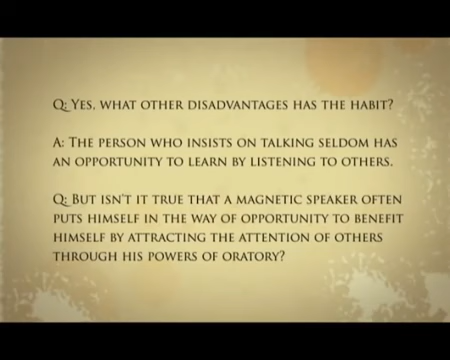 Q: Yes, what other disadvantages has the habit?
A: The person who insists on talking seldom has
an opportunity to learn by listening to others.
Q: But isn't it true that a magnetic speaker often
puts himself in the way of opportunity to benefit
himself by attracting the attention of others
through his powers of oratory?